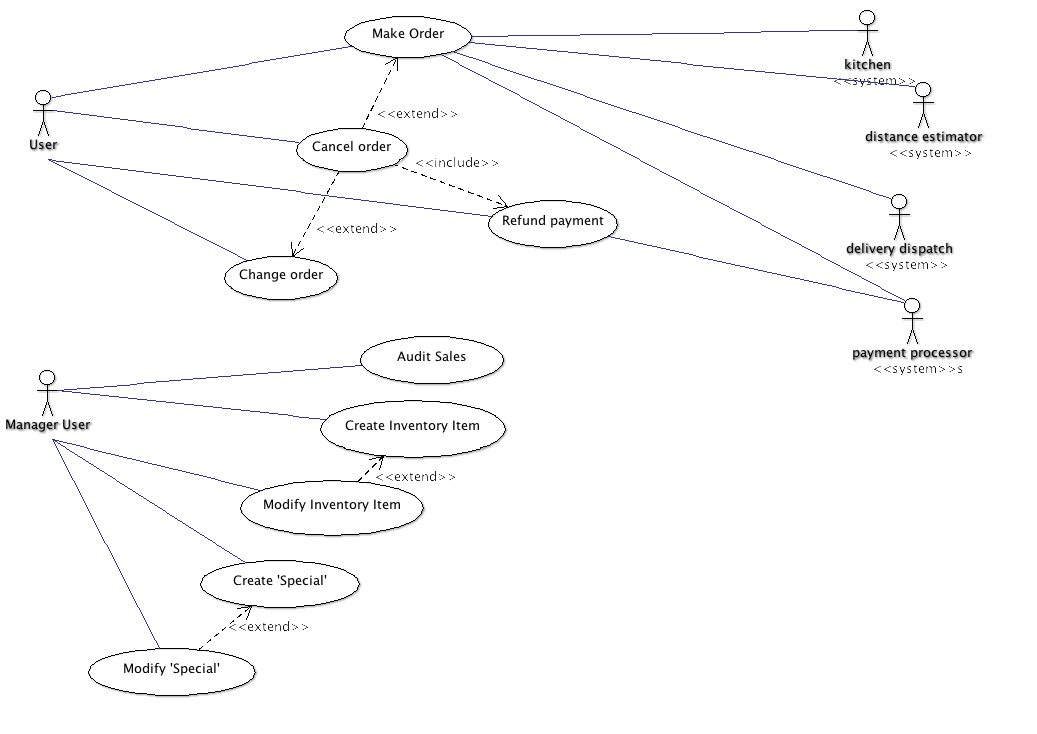 Make Order
kitchen
<<system>>
<<extend>>
distance estimator
<<system>>
User
Cancel order
<<include>>
Refund payment
<<extend>>
delivery dispatch
<<system>>
Change order
payment processor
<<system>>s
Audit Sales
Manager User
Create Inventory Item
<<extend>>
Modify Inventory Item
Create 'Special'
<<extend>>
Modify 'Special'